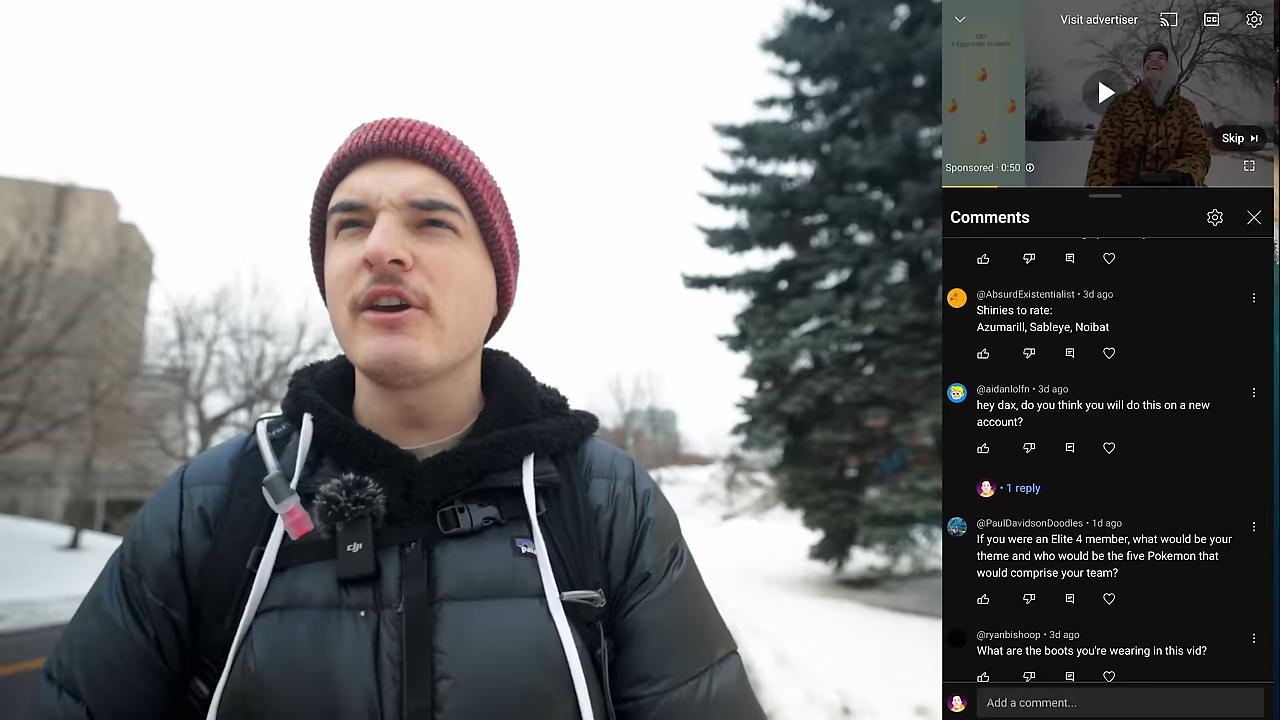 Visit advertiser
CC
Skip
Sponsored · 0:50
Comments
@AbsurdExistentialist • 3d ago
Shinies to rate:
Azumarill, Sableye, Noibat
@aidanlolfn • 3d ago
hey dax, do you think you will do this on a new
account?
• 1 reply
@PaulDavidsonDoodles • 1d ago
If you were an Elite 4 member, what would be your
theme and who would be the five Pokemon that
would comprise your team?
@ryanbishoop • 3d ago
What are the boots you're wearing in this vid?
Add a comment...
dji